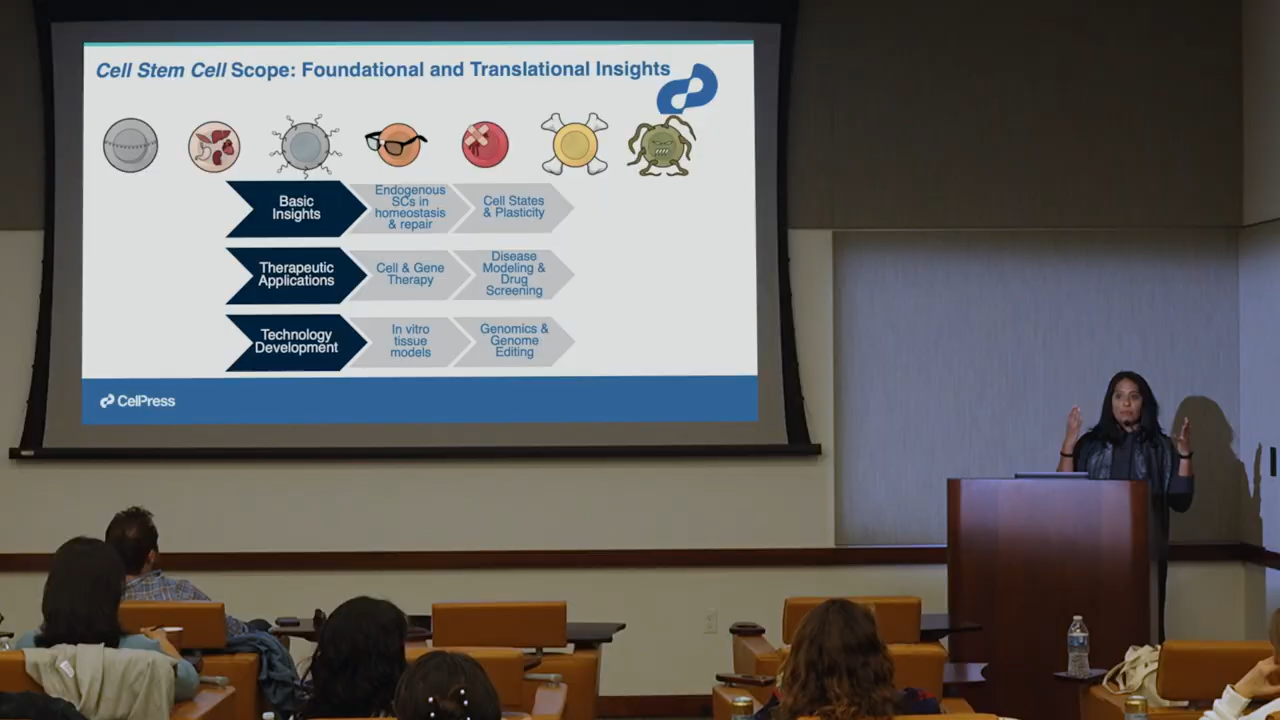 Cell Stem Cell Scope: Foundational and Translational Insights
Basic
Insights
Endogenous
SCs in
homeostasis
& repair
Cell States
& Plasticity
Therapeutic
Applications
Cell & Gene
Therapy
Disease
Modeling &
Drug
Screening
Technology
Development
In vitro
tissue
models
Genomics &
Genome
Editing
CellPress